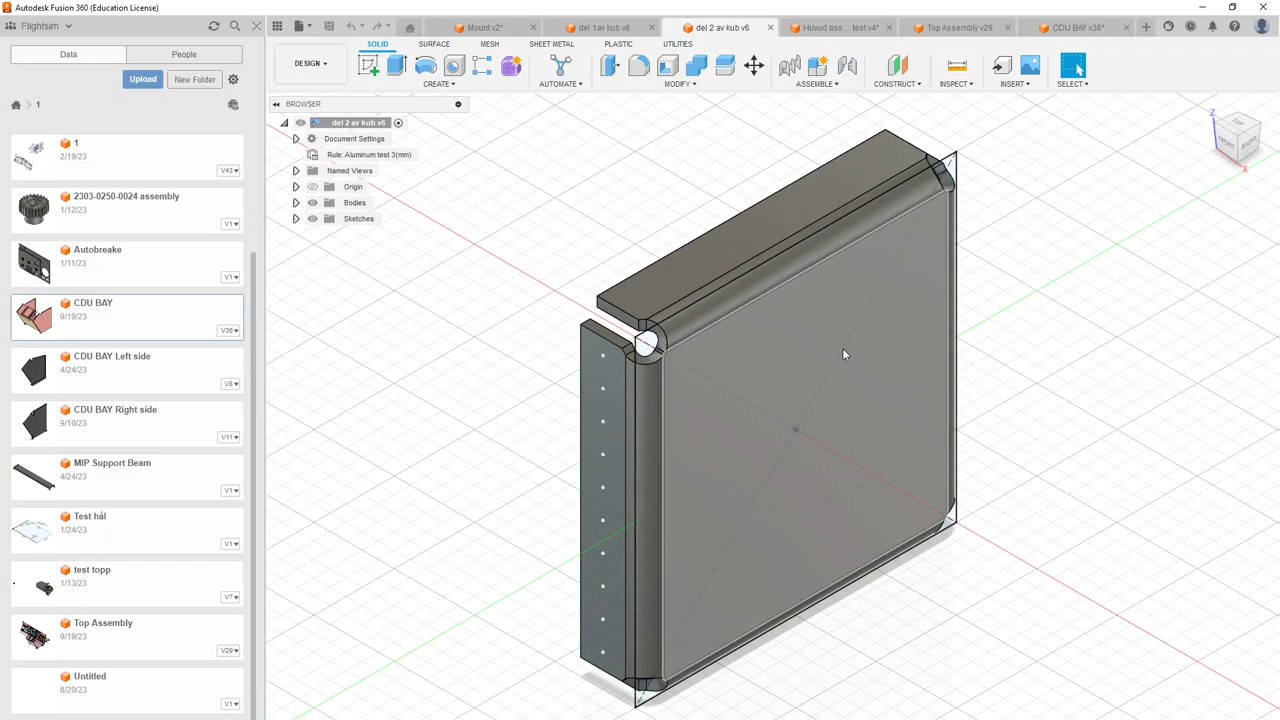 Autodesk Fusion 360 (Education License)
Flightsim
Mount v2*
del 1av kub v8
del 2 av kub v6
Huvud ass... test v4*
Top Assembly v29
CDU BAY v36*
Data
People
DESIGN
SOLID
SURFACE
MESH
SHEET METAL
PLASTIC
UTILITIES
Upload
New Folder
CREATE
AUTOMATE
MODIFY
ASSEMBLE
CONSTRUCT
INSPECT
INSERT
SELECT
1
BROWSER
del 2 av kub v6
Document Settings
Rule: Aluminum test 3(mm)
Named Views
Origin
Bodies
Sketches
1
2/19/23
V43
2303-0250-0024 assembly
1/12/23
V1
Autobreake
1/11/23
V1
CDU BAY
9/19/23
V36
CDU BAY Left side
4/24/23
V8
CDU BAY Right side
9/10/23
V11
MIP Support Beam
4/24/23
V1
Test hål
1/24/23
V1
test topp
1/13/23
V7
Top Assembly
9/19/23
V29
Untitled
8/20/23
V1
Z
TOP
FRONT
RIGHT
X